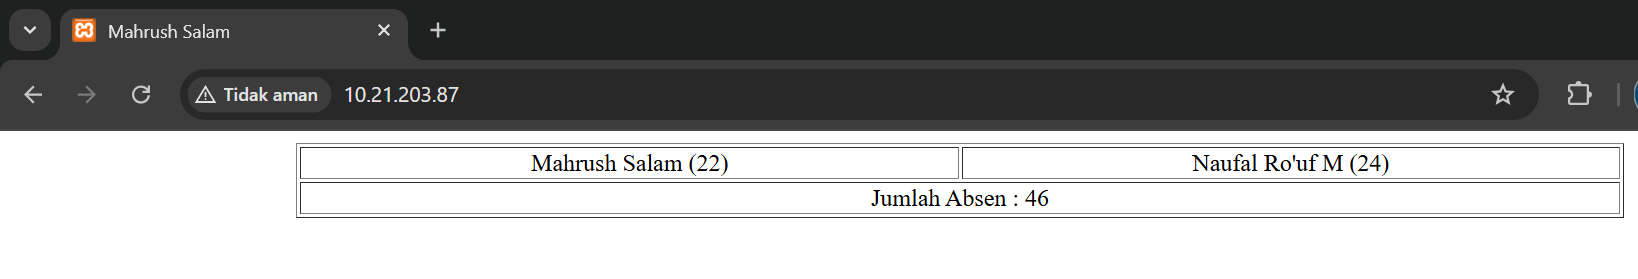 Mahrush Salam
Tidak aman 10.21.203.87
Mahrush Salam (22) Naufal Ro'uf M (24)
Jumlah Absen : 46